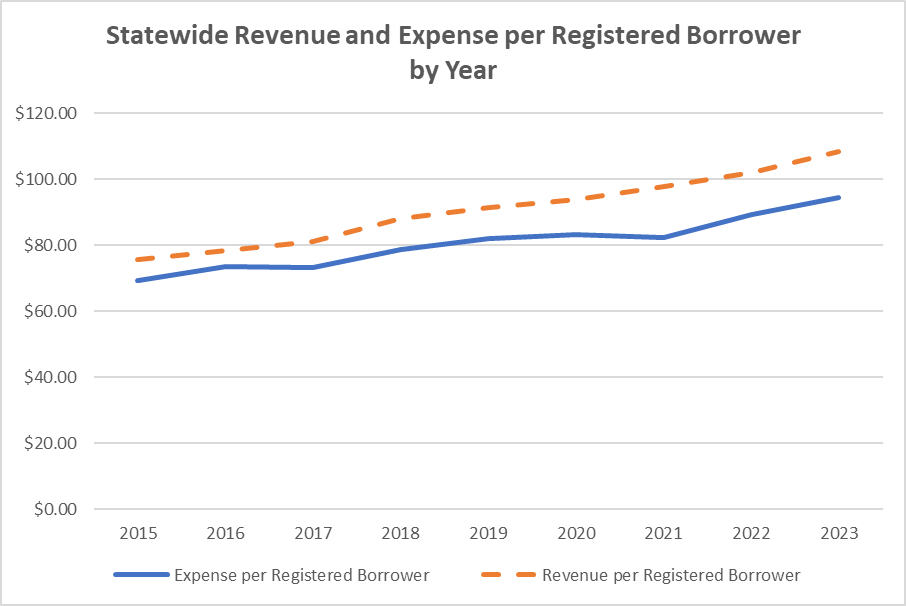 Statewide Revenue and Expense per Registered Borrower
by Year
$120.00
$100.00
$80.00
$60.00
$40.00
$20.00
$0.00
2015 2016 2017 2018 2019 2020 2021 2022 2023
Expense per Registered Borrower Revenue per Registered Borrower